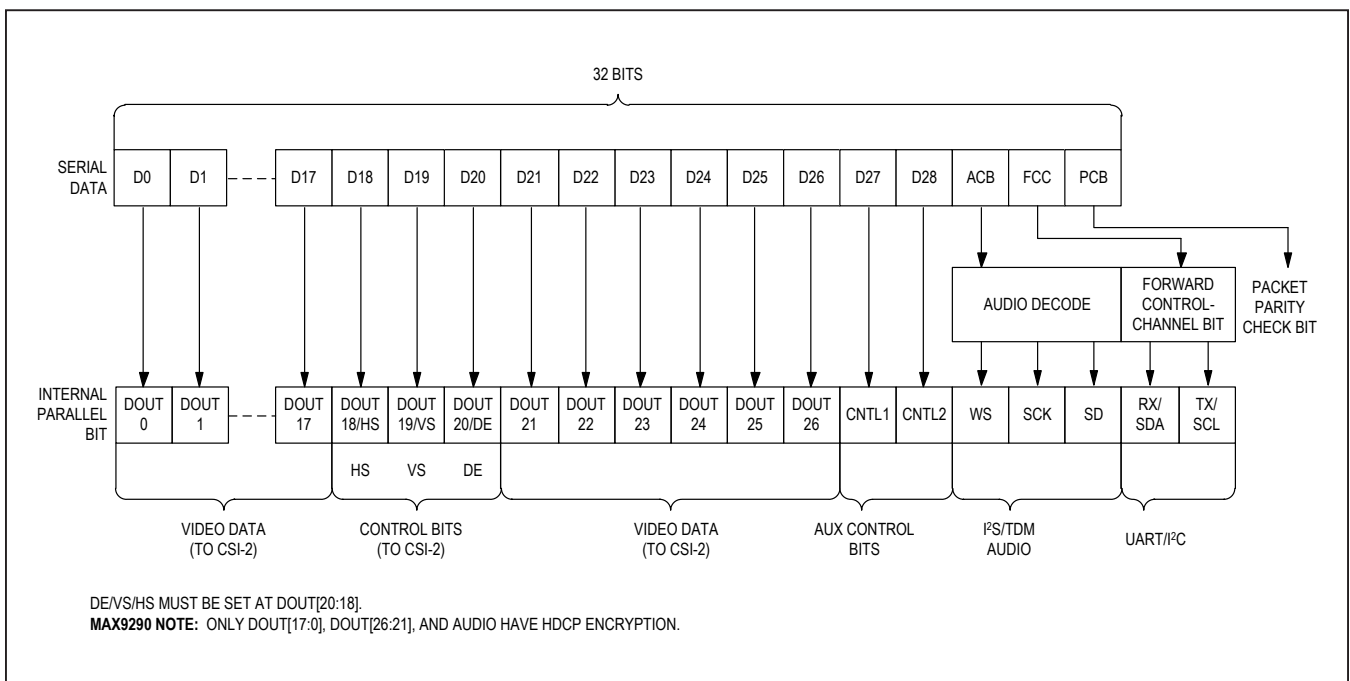 32 BITS
SERIAL
DATA
D0 D1 D17 D18 D19 D20 D21 D22 D23 D24 D25 D26 D27 D28 ACB FCC PCB
AUDIO DECODE
FORWARD
CONTROL-
CHANNEL BIT
PACKET
PARITY
CHECK BIT
INTERNAL
PARALLEL
BIT
DOUT DOUT DOUT DOUT DOUT DOUT DOUT DOUT DOUT DOUT DOUT DOUT CNTL1 CNTL2 WS SCK SD RX/ TX/
0 1 17 18/HS 19/VS 20/DE 21 22 23 24 25 26 SDA SCL
HS VS DE
VIDEO DATA
(TO CSI-2)
CONTROL BITS
(TO CSI-2)
VIDEO DATA
(TO CSI-2)
AUX CONTROL
BITS
I²S/TDM
AUDIO
UART/I²C
DE/VS/HS MUST BE SET AT DOUT[20:18].
MAX9290 NOTE: ONLY DOUT[17:0], DOUT[26:21], AND AUDIO HAVE HDCP ENCRYPTION.